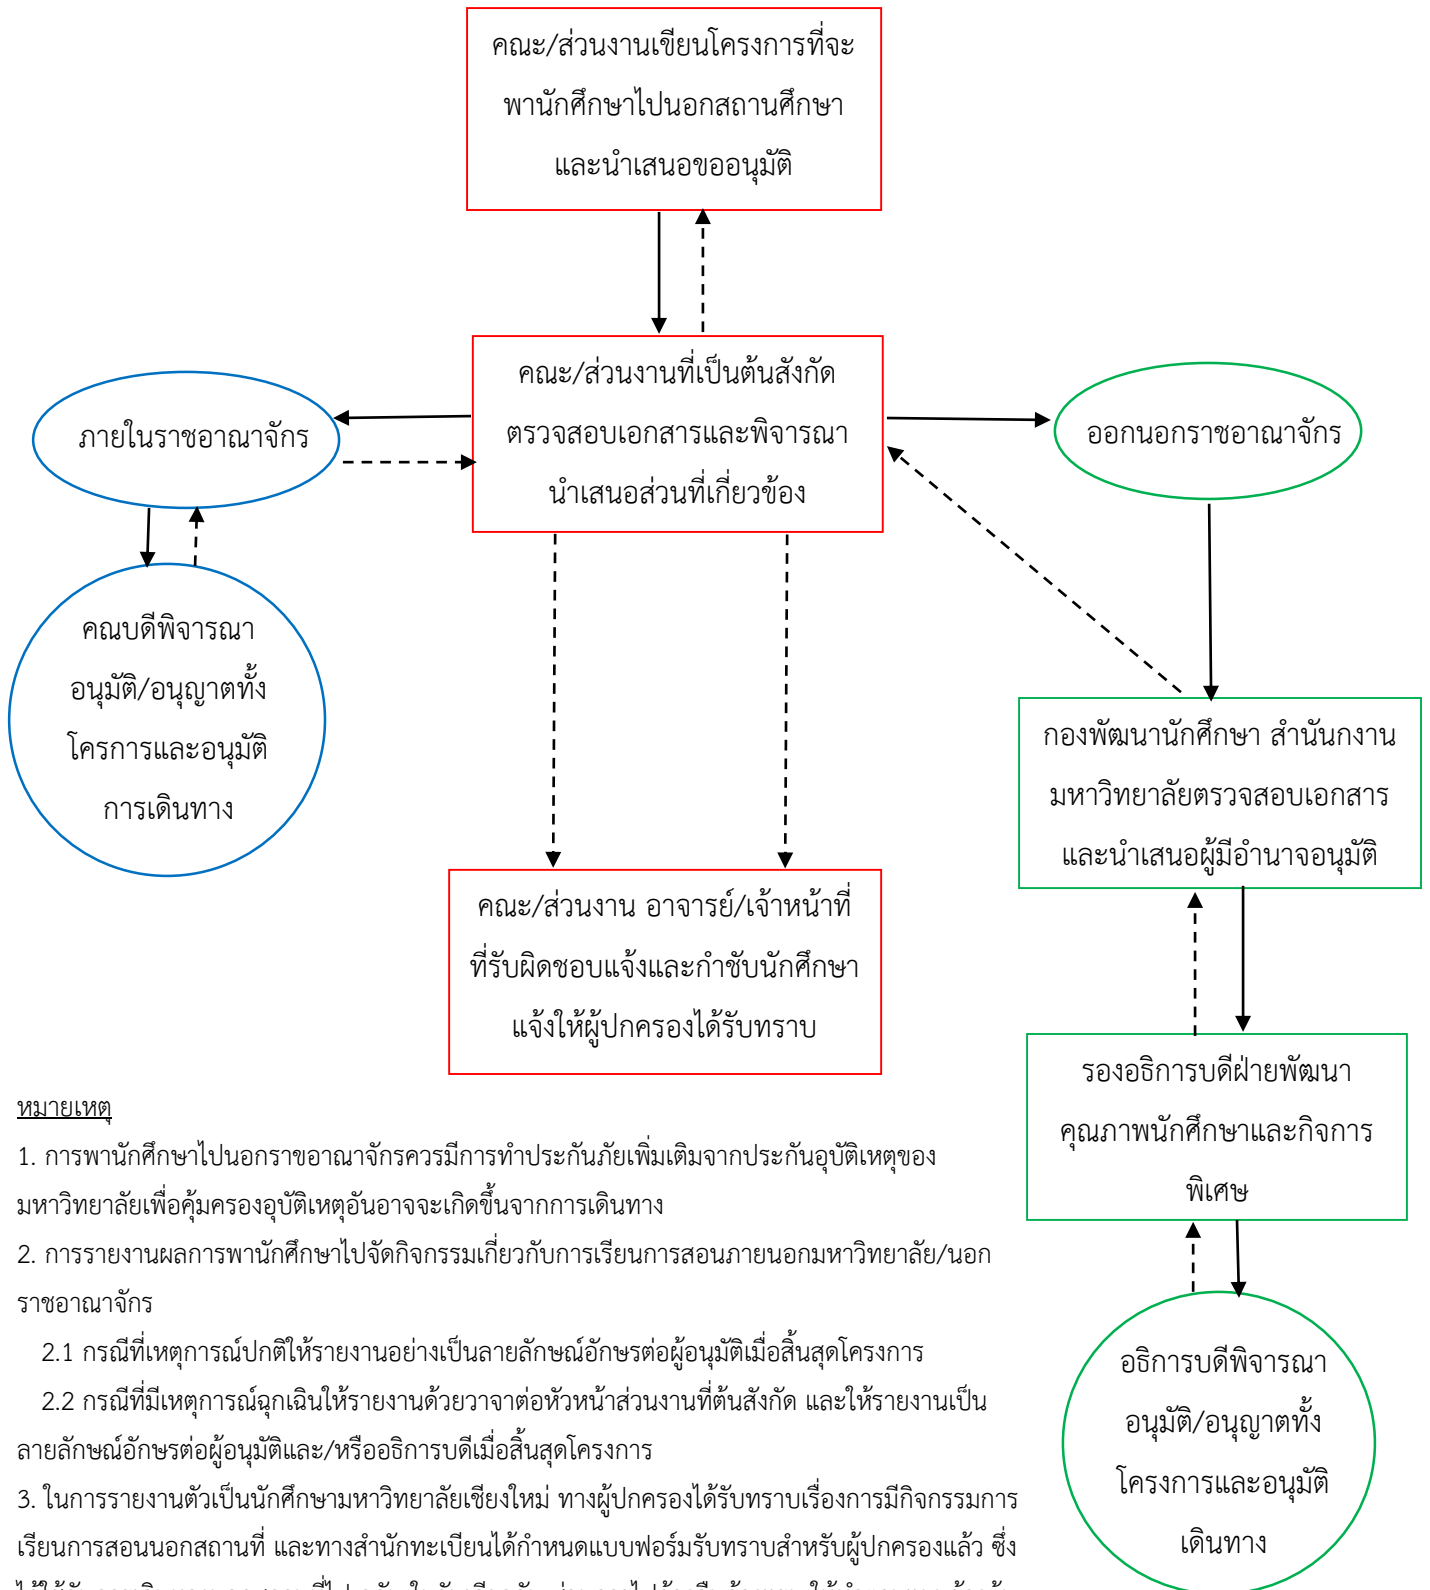 คณะ/ส่วนงานเขียนโครงการที่จะ
พานักศึกษาไปนอกสถานศึกษา
และนำเสนอขออนุมัติ
คณะ/ส่วนงานที่เป็นต้นสังกัด
ตรวจสอบเอกสารและพิจารณา
นำเสนอส่วนที่เกี่ยวข้อง
ภายในราชอาณาจักร
ออกนอกราชอาณาจักร
คณบดีพิจารณา
อนุมัติ/อนุญาตทั้ง
โครการและอนุมัติ
การเดินทาง
กองพัฒนานักศึกษา สำนันกงาน
มหาวิทยาลัยตรวจสอบเอกสาร
และนำเสนอผู้มีอำนาจอนุมัติ
คณะ/ส่วนงาน อาจารย์/เจ้าหน้าที่
ที่รับผิดชอบแจ้งและกำชับนักศึกษา
แจ้งให้ผู้ปกครองได้รับทราบ
รองอธิการบดีฝ่ายพัฒนา
คุณภาพนักศึกษาและกิจการ
พิเศษ
อธิการบดีพิจารณา
อนุมัติ/อนุญาตทั้ง
โครงการและอนุมัติ
เดินทาง
หมายเหตุ
1. การพานักศึกษาไปนอกราขอาณาจักรควรมีการทำประกันภัยเพิ่มเติมจากประกันอุบัติเหตุของ
มหาวิทยาลัยเพื่อคุ้มครองอุบัติเหตุอันอาจจะเกิดขึ้นจากการเดินทาง
2. การรายงานผลการพานักศึกษาไปจัดกิจกรรมเกี่ยวกับการเรียนการสอนภายนอกมหาวิทยาลัย/นอก
ราชอาณาจักร
2.1 กรณีที่เหตุการณ์ปกติให้รายงานอย่างเป็นลายลักษณ์อักษรต่อผู้อนุมัติเมื่อสิ้นสุดโครงการ
2.2 กรณีที่มีเหตุการณ์ฉุกเฉินให้รายงานด้วยวาจาต่อหัวหน้าส่วนงานที่ต้นสังกัด และให้รายงานเป็น
ลายลักษณ์อักษรต่อผู้อนุมัติและ/หรืออธิการบดีเมื่อสิ้นสุดโครงการ
3. ในการรายงานตัวเป็นนักศึกษามหาวิทยาลัยเชียงใหม่ ทางผู้ปกครองได้รับทราบเรื่องการมีกิจกรรมการ
เรียนการสอนนอกสถานที่ และทางสำนักทะเบียนได้กำหนดแบบฟอร์มรับทราบสำหรับผู้ปกครองแล้ว ซึ่ง